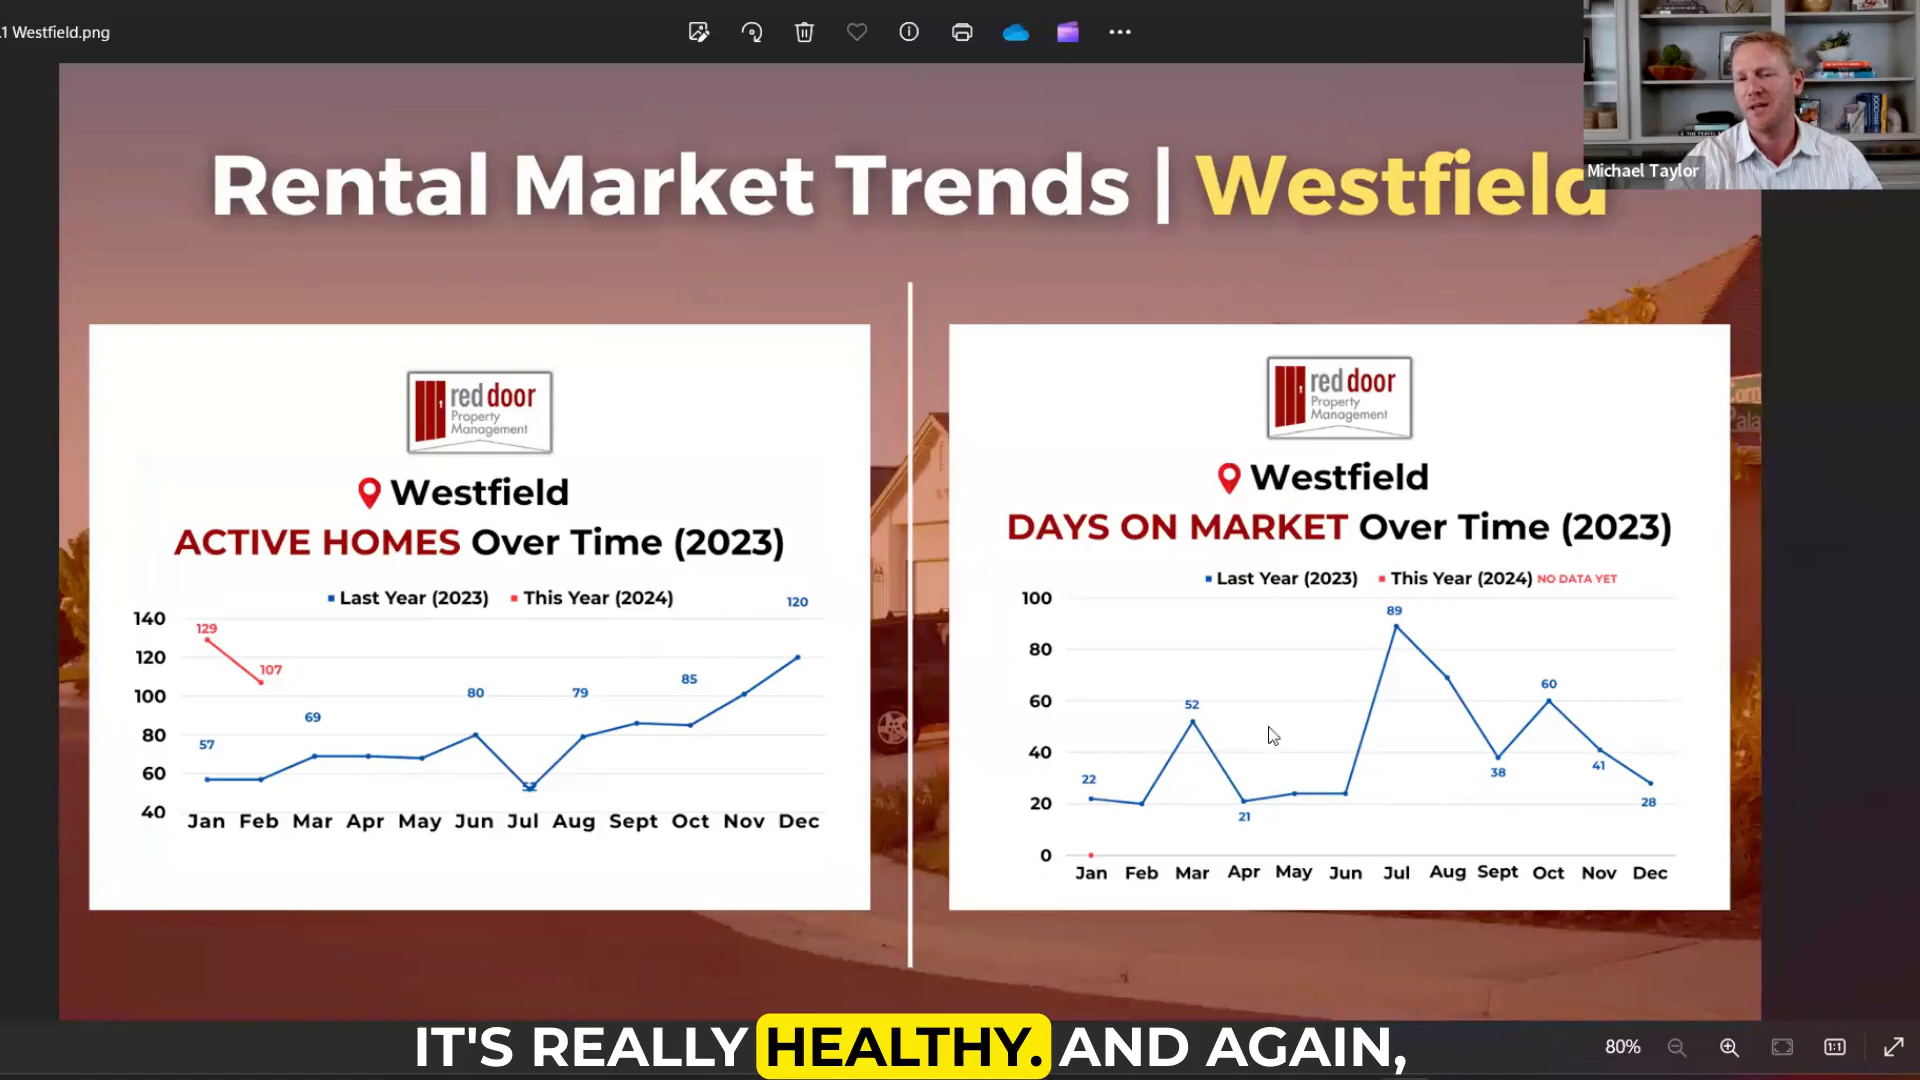 .1 Westfield.png
Michael Taylor
Rental Market Trends | Westfield
red door
Property
Management
Westfield
ACTIVE HOMES Over Time (2023)
Last Year (2023) This Year (2024)
140
120
100
80
60
40
129
107
57
69
80
79
85
120
Jan Feb Mar Apr May Jun Jul Aug Sept Oct Nov Dec
red door
Property
Management
Westfield
DAYS ON MARKET Over Time (2023)
Last Year (2023) This Year (2024) NO DATA YET
100
80
60
40
20
0
22
52
21
89
38
60
41
28
Jan Feb Mar Apr May Jun Jul Aug Sept Oct Nov Dec
IT'S REALLY HEALTHY. AND AGAIN,
80%
1:1